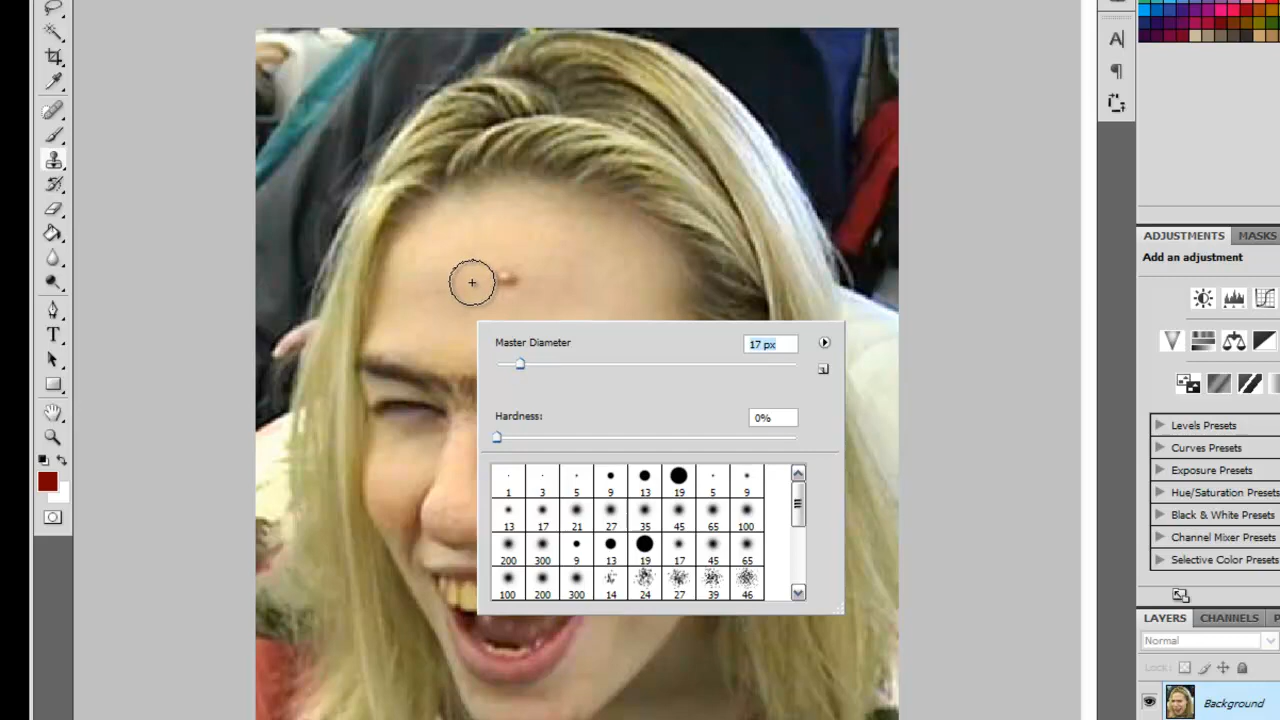 A|
T
ADJUSTMENTS MASKS
Add an adjustment
Master Diameter 17 px
Hardness: 0%
1 3 5 9 13 19 5 9
13 17 21 27 35 45 65 100
200 300 9 13 19 17 45 65
100 200 300 14 24 27 39 46
Levels Presets
Curves Presets
Exposure Presets
Hue/Saturation Presets
Black & White Presets
Channel Mixer Presets
Selective Color Presets
LAYERS CHANNELS P
Normal
Lock:
Background